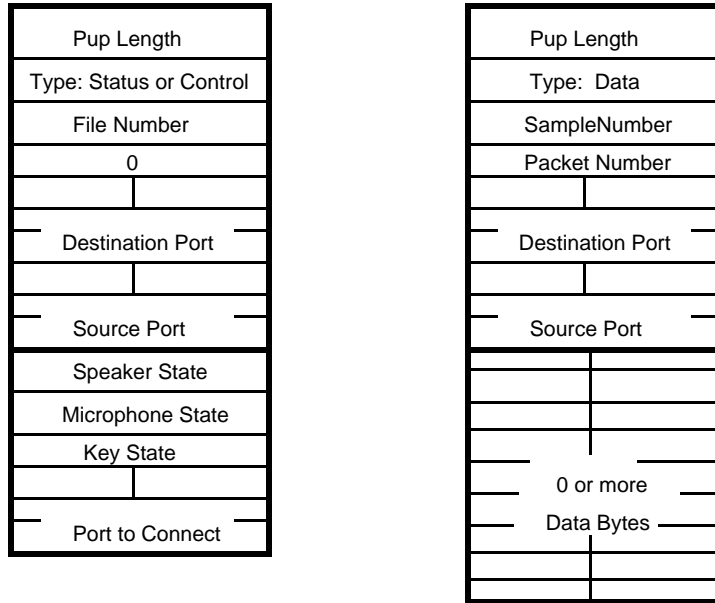 Pup Length
Type: Status or Control
File Number
0
Destination Port
Source Port
Speaker State
Microphone State
Key State
Port to Connect
Pup Length
Type: Data
SampleNumber
Packet Number
Destination Port
Source Port
0 or more
Data Bytes